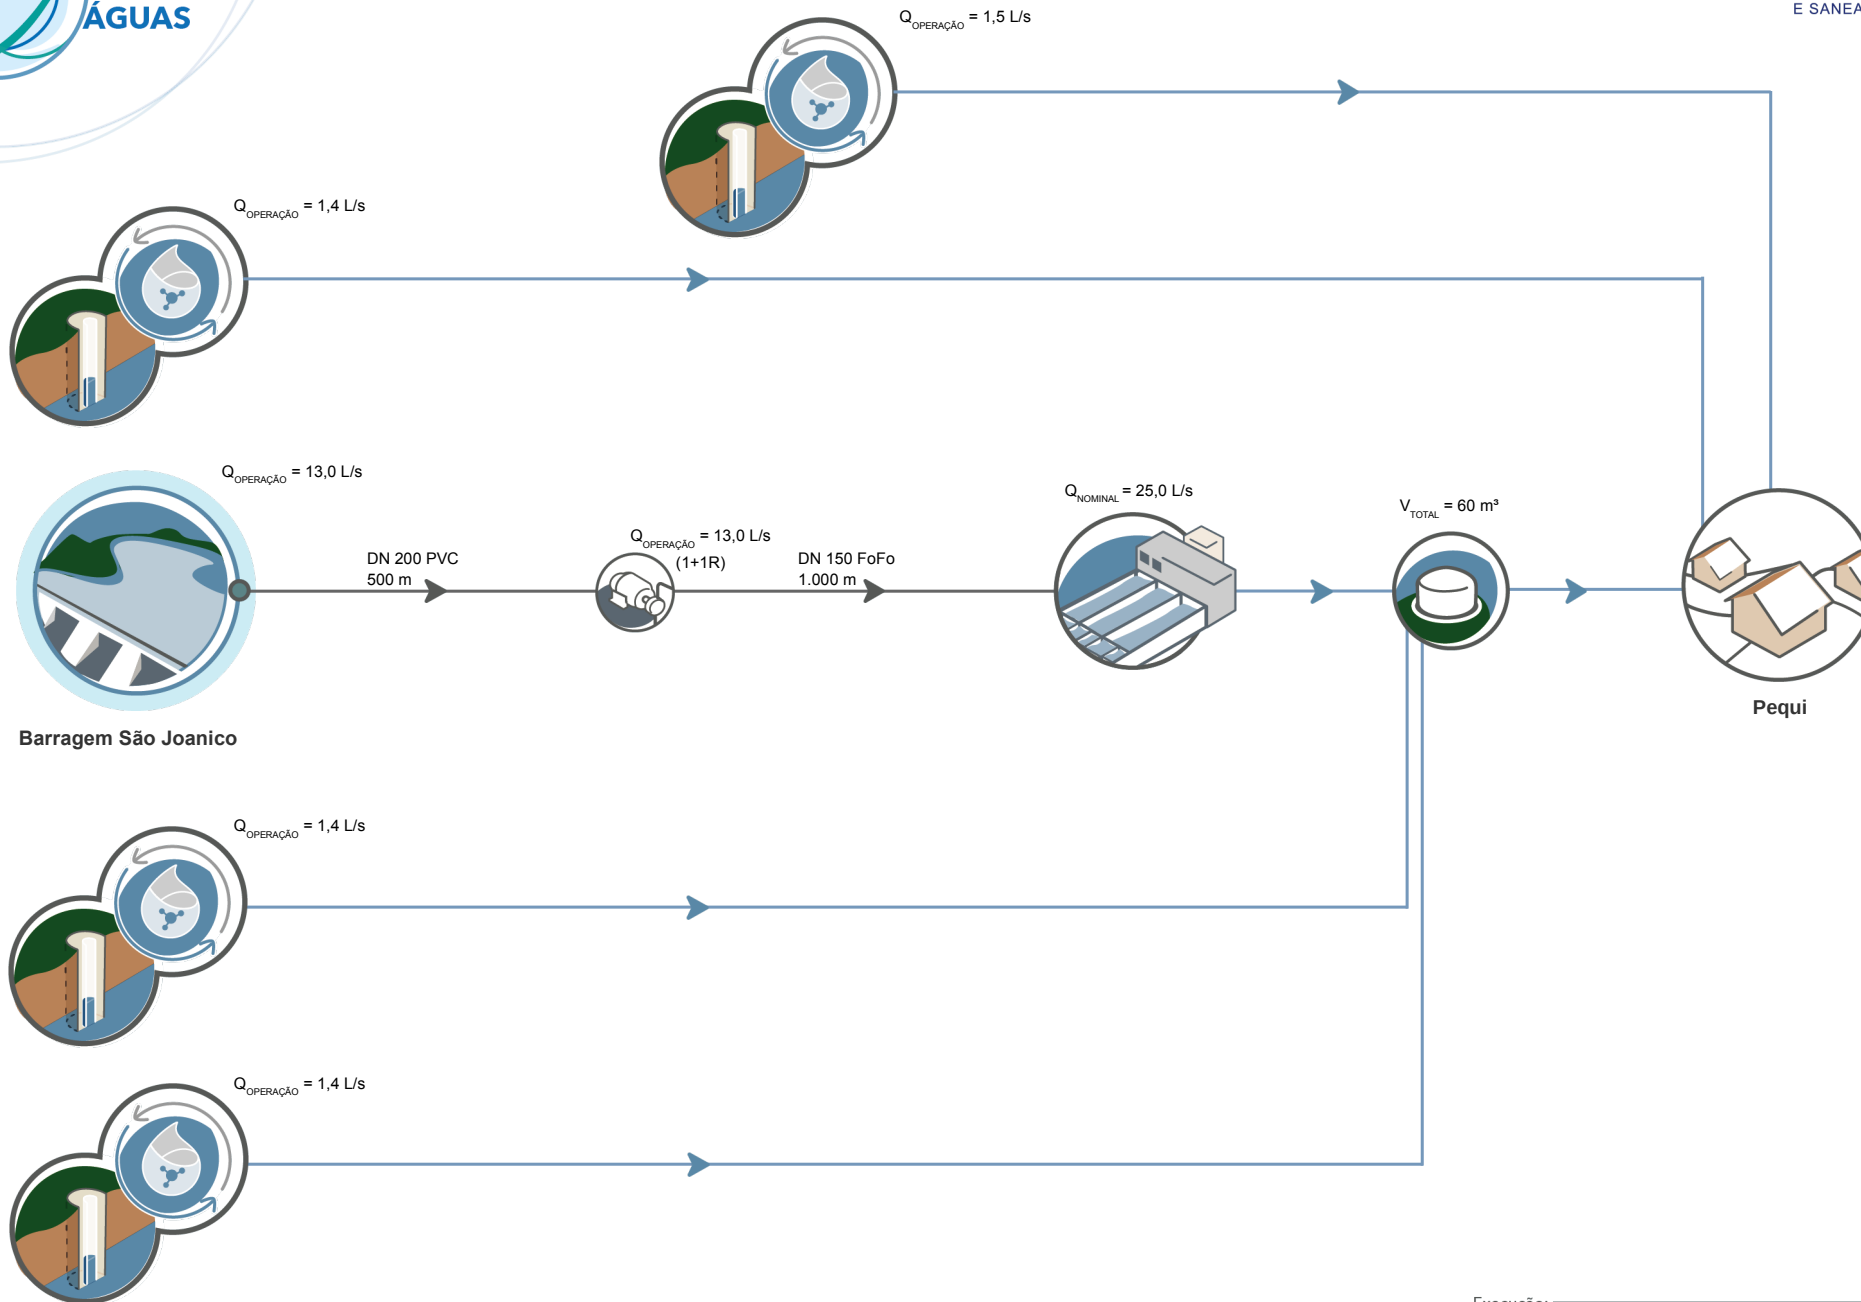 ÁGUAS
E SANEA
Q OPERAÇÃO = 1,5 L/s
Q OPERAÇÃO = 1,4 L/s
Q OPERAÇÃO = 13,0 L/s
DN 200 PVC
500 m
Q OPERAÇÃO = 13,0 L/s
(1+1R)
DN 150 FoFo
1.000 m
Q NOMINAL = 25,0 L/s
V TOTAL = 60 m³
Barragem São Joanico
Pequi
Q OPERAÇÃO = 1,4 L/s
Q OPERAÇÃO = 1,4 L/s
Execução: